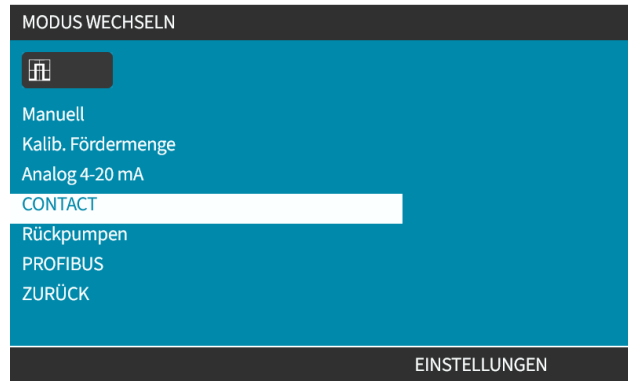 MODUS WECHSELN
Manuell
Kalib. Fördermenge
Analog 4-20 mA
CONTACT
Rückpumpen
PROFIBUS
ZURÜCK
EINSTELLUNGEN